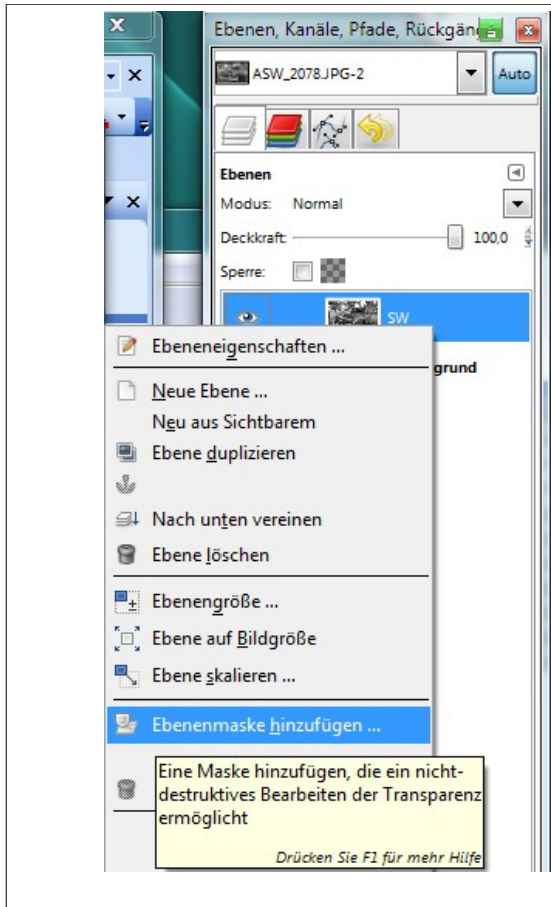 Ebenen, Kanäle, Pfade, Rückgän
ASW_2078.JPG-2
Auto
Ebenen
Modus: Normal
Deckkraft: 100,0
Sperre:
SW
grund
Ebeneneigenschaften ...
Neue Ebene ...
Neu aus Sichtbarem
Ebene duplizieren
Nach unten vereinen
Ebene löschen
Ebenengröße ...
Ebene auf Bildgröße
Ebene skalieren ...
Ebenenmaske hinzufügen ...
Eine Maske hinzufügen, die ein nicht-
destruktives Bearbeiten der Transparenz
ermöglicht
Drücken Sie F1 für mehr Hilfe